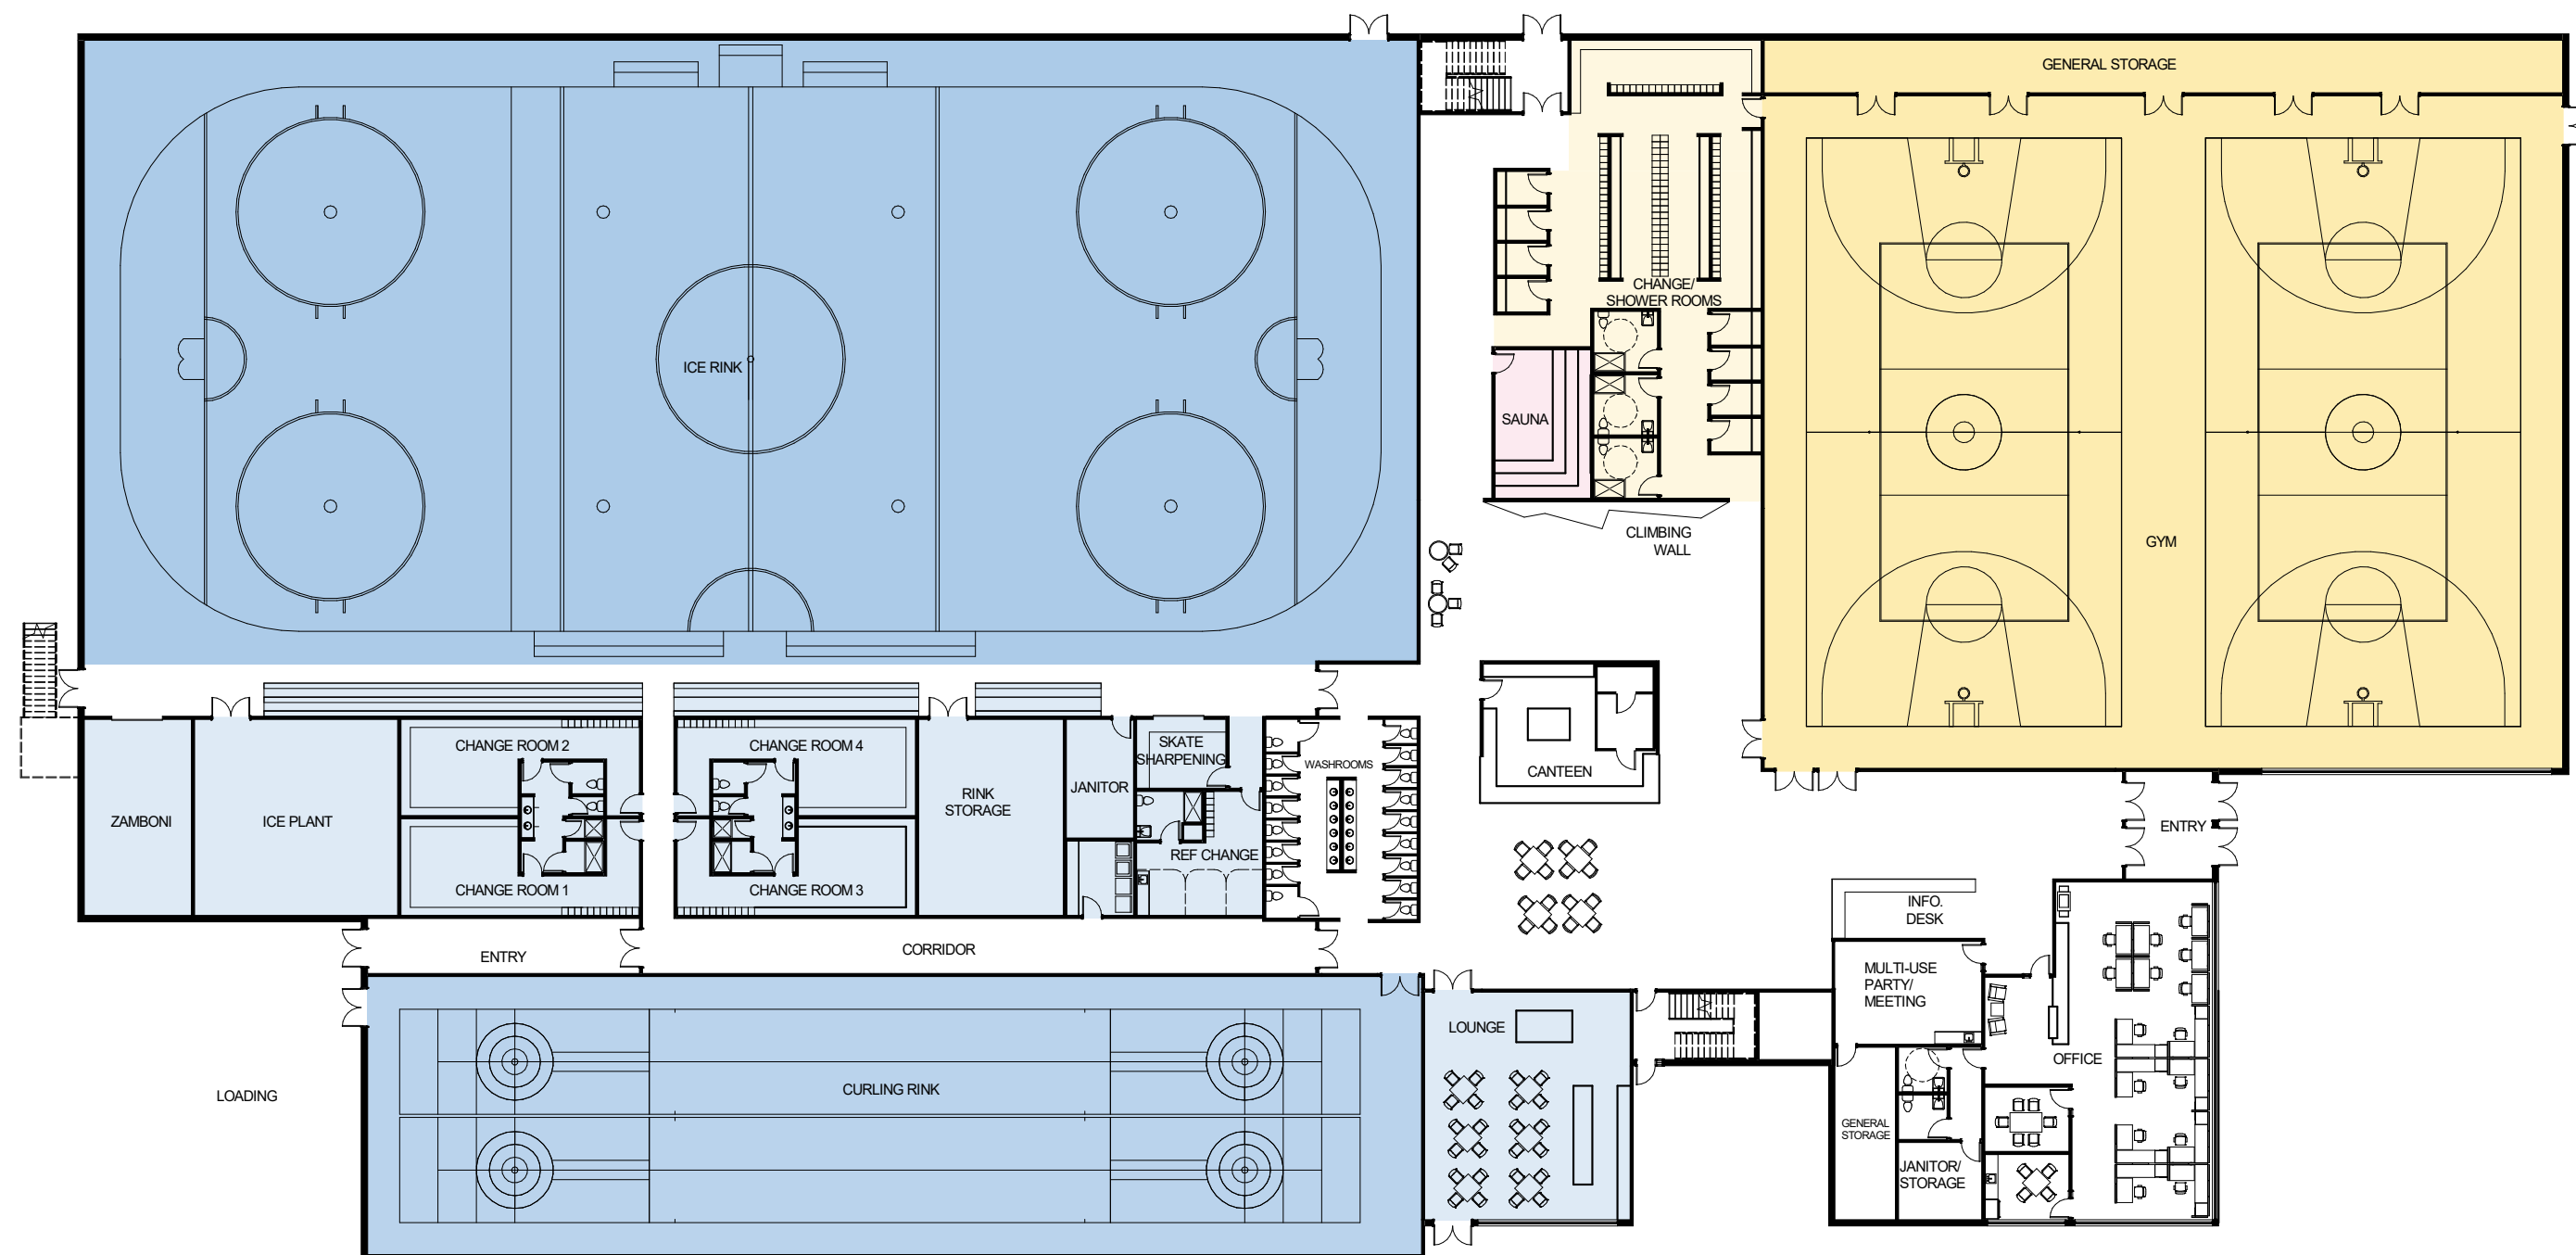 GENERAL STORAGE
CHANGE/
SHOWER ROOMS
ICE RINK
SAUNA
CLIMBING
WALL
GYM
CHANGE ROOM 2
CHANGE ROOM 4
SKATE
SHARPENING
WASHROOMS
CANTEEN
JANITOR
RINK
STORAGE
ZAMBONI
ICE PLANT
ENTRY
REF CHANGE
CHANGE ROOM 1
CHANGE ROOM 3
INFO.
DESK
ENTRY
CORRIDOR
MULTI-USE
PARTY/
MEETING
LOUNGE
OFFICE
LOADING
CURLING RINK
GENERAL
STORAGE
JANITOR/
STORAGE